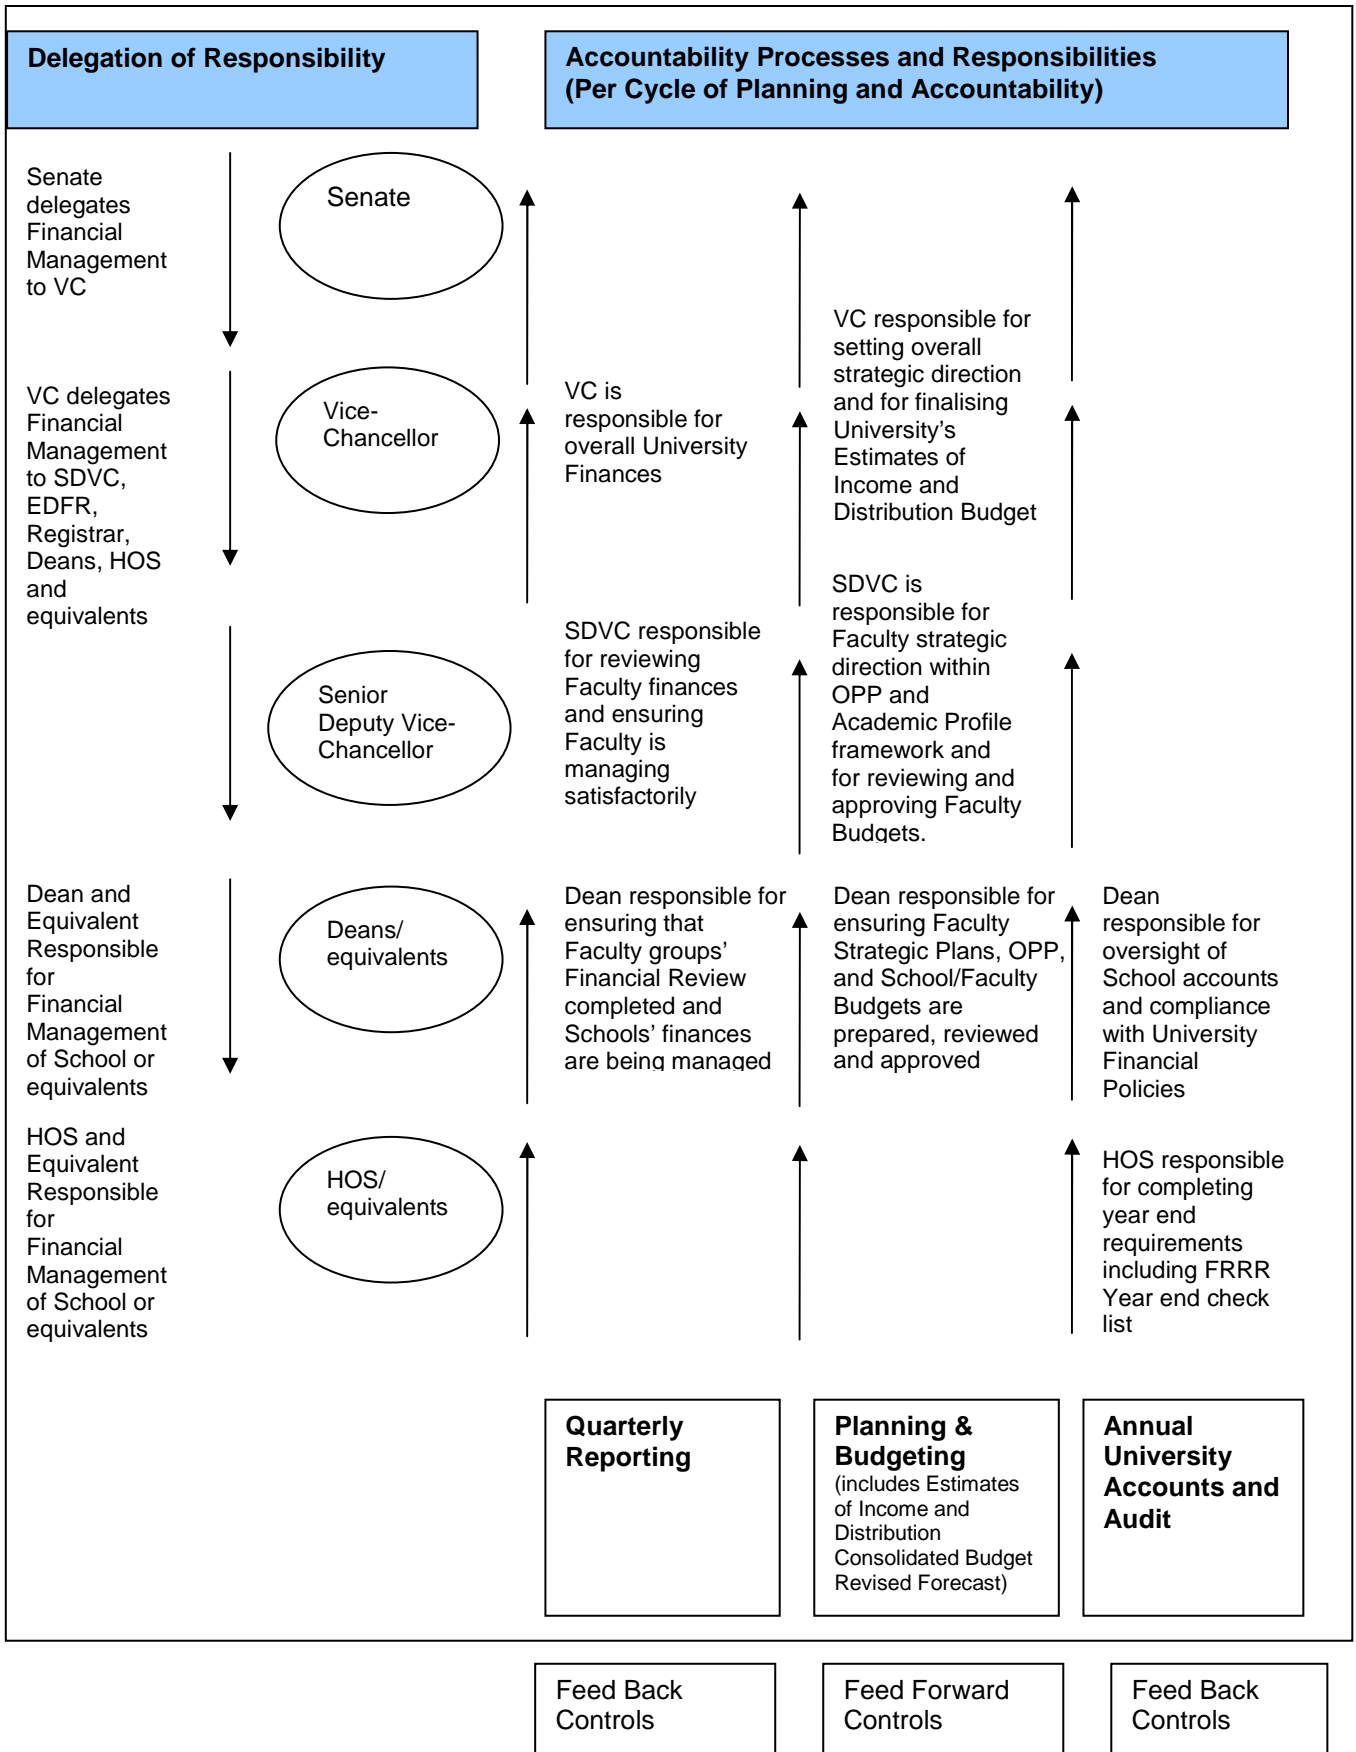 Delegation of Responsibility
Accountability Processes and Responsibilities
(Per Cycle of Planning and Accountability)
Senate
delegates
Financial
Management
to VC
Senate
VC responsible for
setting overall
strategic direction
and for finalising
University’s
Estimates of
Income and
Distribution Budget
VC delegates
Financial
Management
to SDVC,
EDFR,
Registrar,
Deans, HOS
and
equivalents
Vice-
Chancellor
VC is
responsible for
overall University
Finances
Senior
Deputy Vice-
Chancellor
SDVC responsible
for reviewing
Faculty finances
and ensuring
Faculty is
managing
satisfactorily
SDVC is
responsible for
Faculty strategic
direction within
OPP and
Academic Profile
framework and
for reviewing and
approving Faculty
Budgets.
Dean and
Equivalent
Responsible
for
Financial
Management
of School or
equivalents
Deans/
equivalents
Dean responsible for
ensuring that
Faculty groups’
Financial Review
completed and
Schools’ finances
are being managed
Dean responsible for
ensuring Faculty
Strategic Plans, OPP,
and School/Faculty
Budgets are
prepared, reviewed
and approved
Dean
responsible for
oversight of
School accounts
and compliance
with University
Financial
Policies
HOS and
Equivalent
Responsible
for
Financial
Management
of School or
equivalents
HOS/
equivalents
HOS responsible
for completing
year end
requirements
including FRRR
Year end check
list
Quarterly
Reporting
Planning &
Budgeting
(includes Estimates
of Income and
Distribution
Consolidated Budget
Revised Forecast)
Annual
University
Accounts and
Audit
Feed Back
Controls
Feed Forward
Controls
Feed Back
Controls